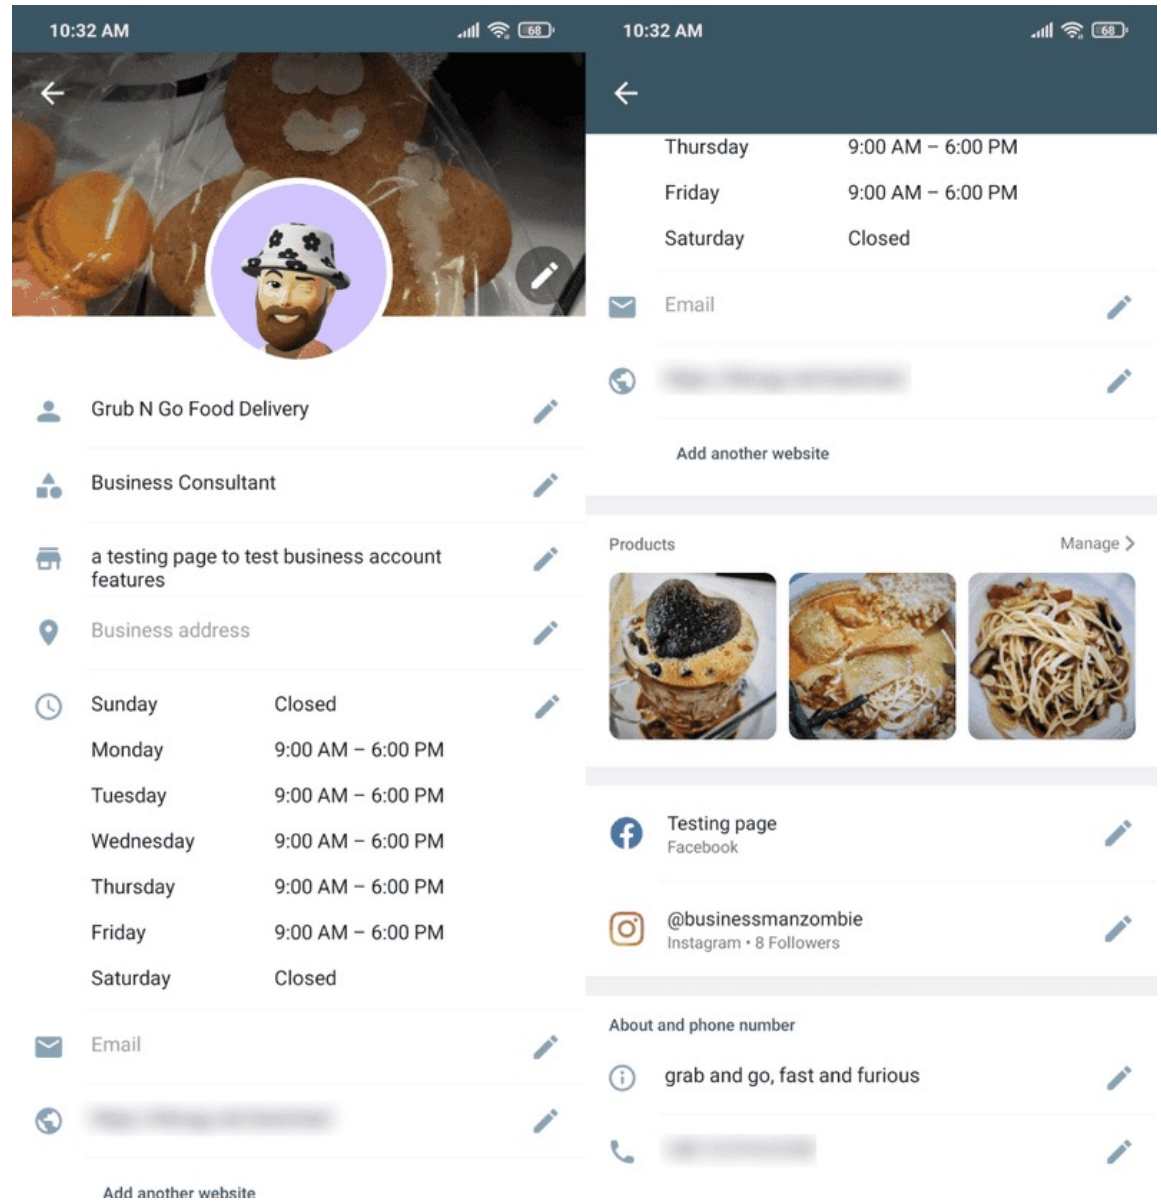 10:32 AM
68
Grub N Go Food Delivery
Business Consultant
a testing page to test business account
features
Business address
Sunday Closed
Monday 9:00 AM – 6:00 PM
Tuesday 9:00 AM – 6:00 PM
Wednesday 9:00 AM – 6:00 PM
Thursday 9:00 AM – 6:00 PM
Friday 9:00 AM – 6:00 PM
Saturday Closed
Email
Add another website
10:32 AM
68
Thursday 9:00 AM – 6:00 PM
Friday 9:00 AM – 6:00 PM
Saturday Closed
Email
Add another website
Products Manage
Testing page
Facebook
@businessmanzombie
Instagram • 8 Followers
About and phone number
grab and go, fast and furious